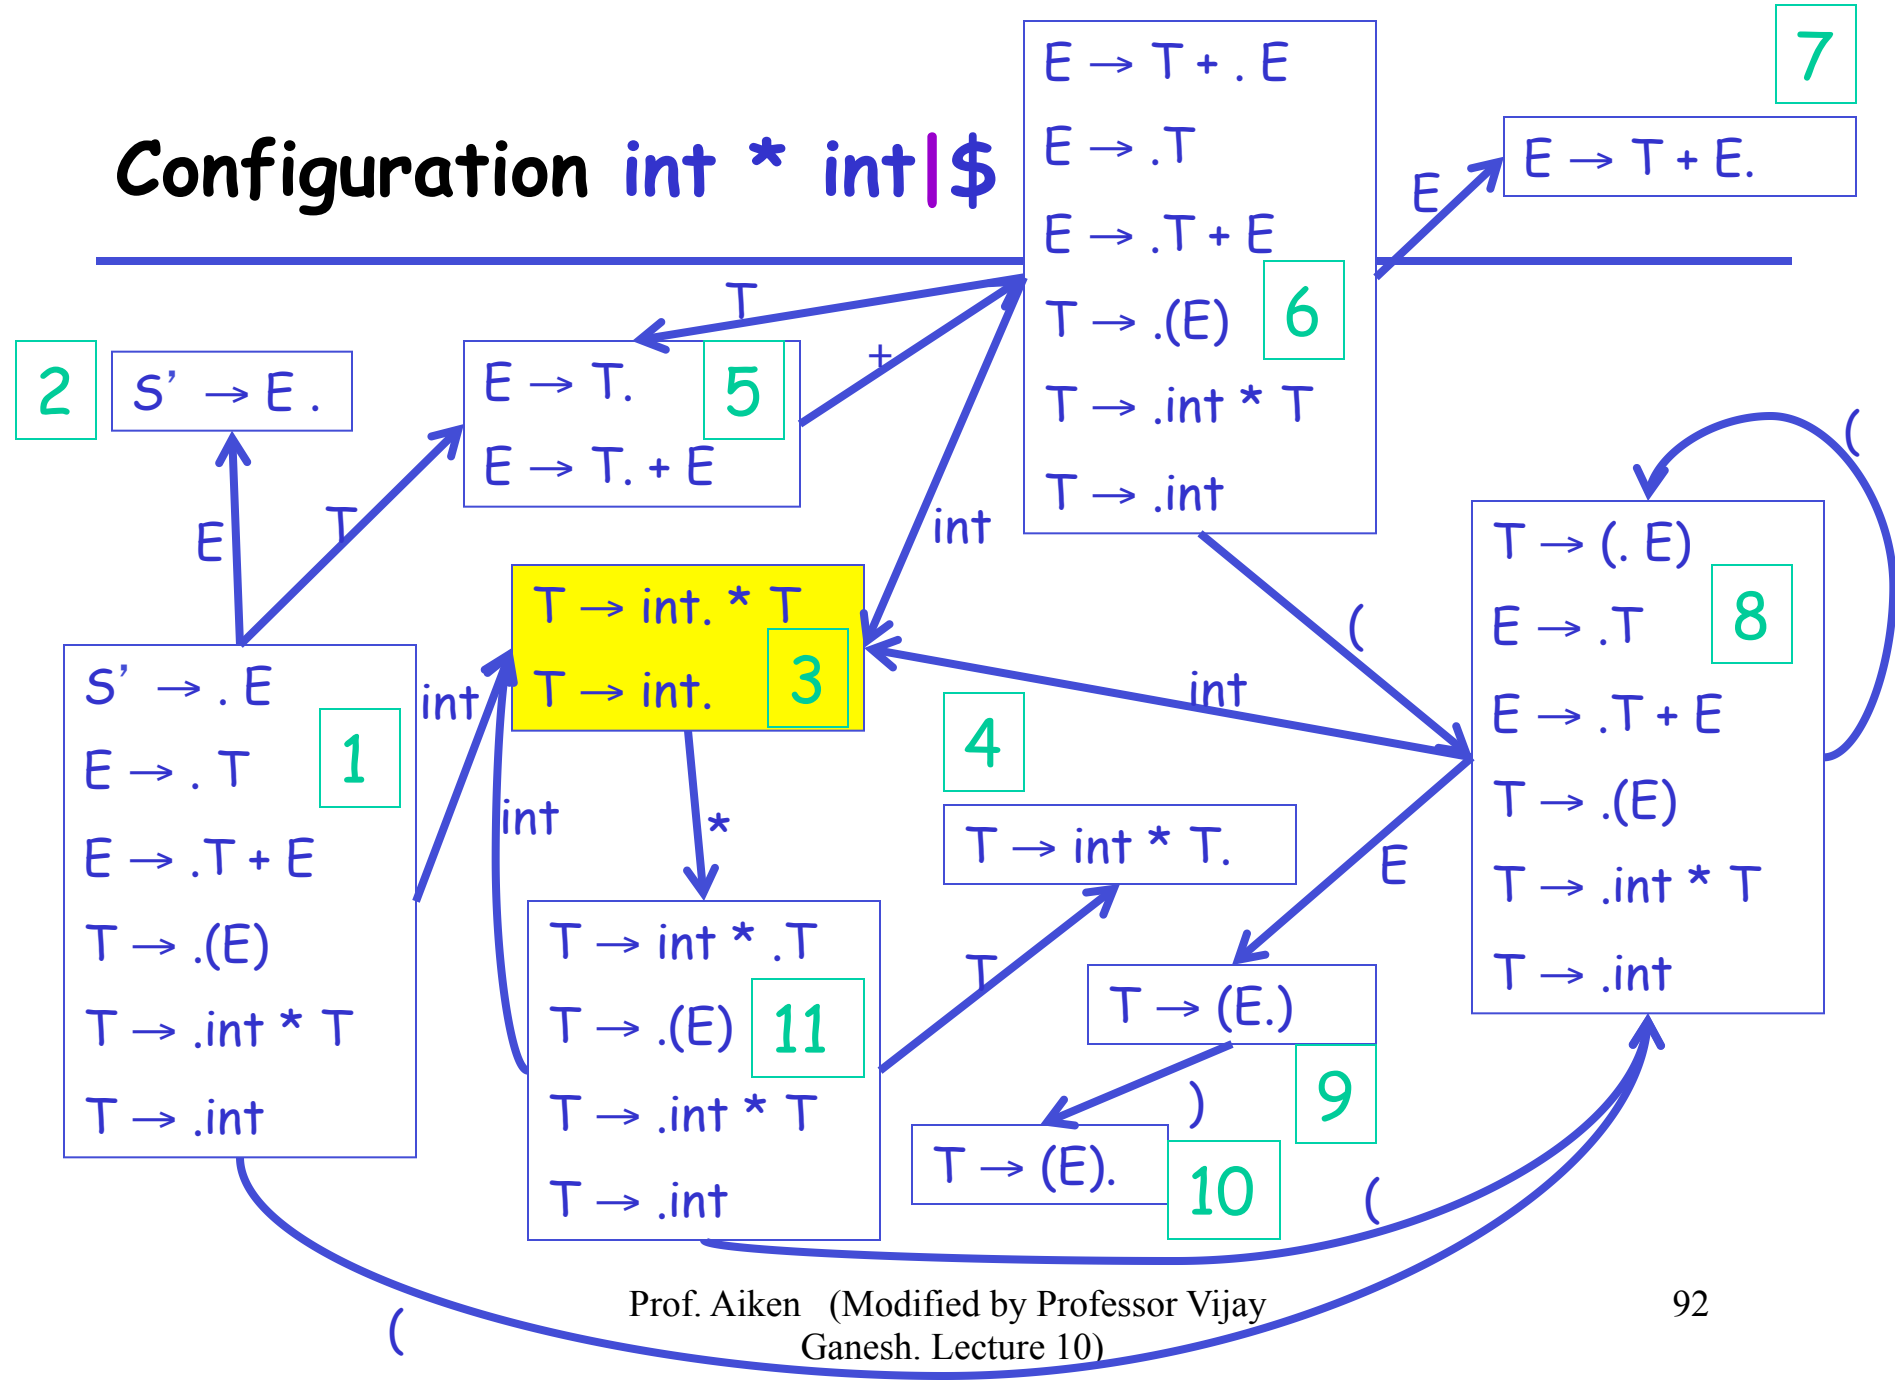 Configuration int * int|$
7
E → T + . E
E → .T
E → .T + E
T → .(E)
T → .int * T
T → .int
6
E
E → T + E.
T
+
2
S’ → E .
E → T.
E → T. + E
5
E
T
int
(
(
T → int. * T
T → int.
3
S’ → . E
E → . T
E → .T + E
T → .(E)
T → .int * T
T → .int
1
int
int
*
int
4
T → int * T.
T → (. E)
E → .T
E → .T + E
T → .(E)
T → .int * T
T → .int
8
E
T → int * .T
T → .(E)
T → .int * T
T → .int
11
T
T → (E.)
9
)
T → (E).
10
(
(
Prof. Aiken (Modified by Professor Vijay
Ganesh. Lecture 10)
92